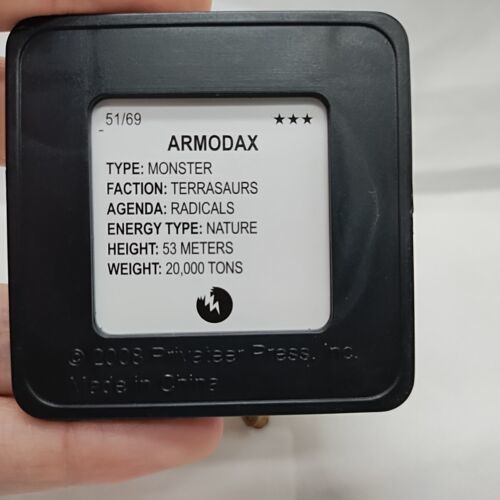 51/69 ★★★
ARMODAX
TYPE: MONSTER
FACTION: TERRASAURS
AGENDA: RADICALS
ENERGY TYPE: NATURE
HEIGHT: 53 METERS
WEIGHT: 20,000 TONS
© 2008 Privateer Press, Inc.
Made in China